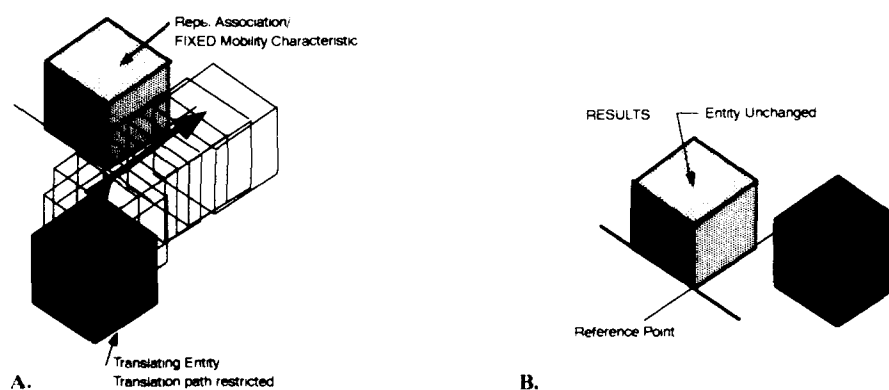 Reps. Association/
FIXED Mobility Characteristic
Translating Entity
Translation path restricted
A.
RESULTS
Entity Unchanged
Reference Point
B.